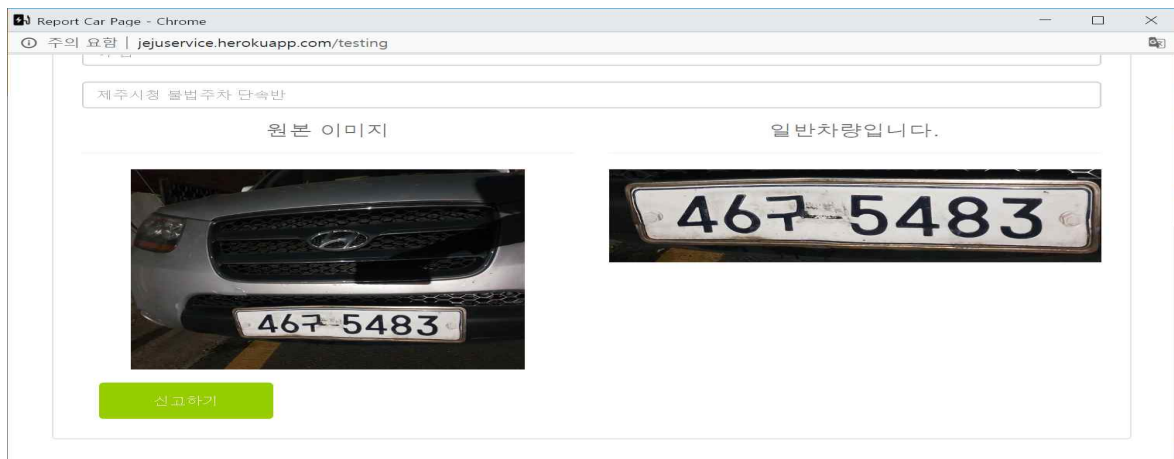 Report Car Page - Chrome
주의 요함 | jejuservice.herokuapp.com/testing
제주시청 불법주차 단속반
원본 이미지
일반차량입니다.
46구 5483
46구 5483
신고하기